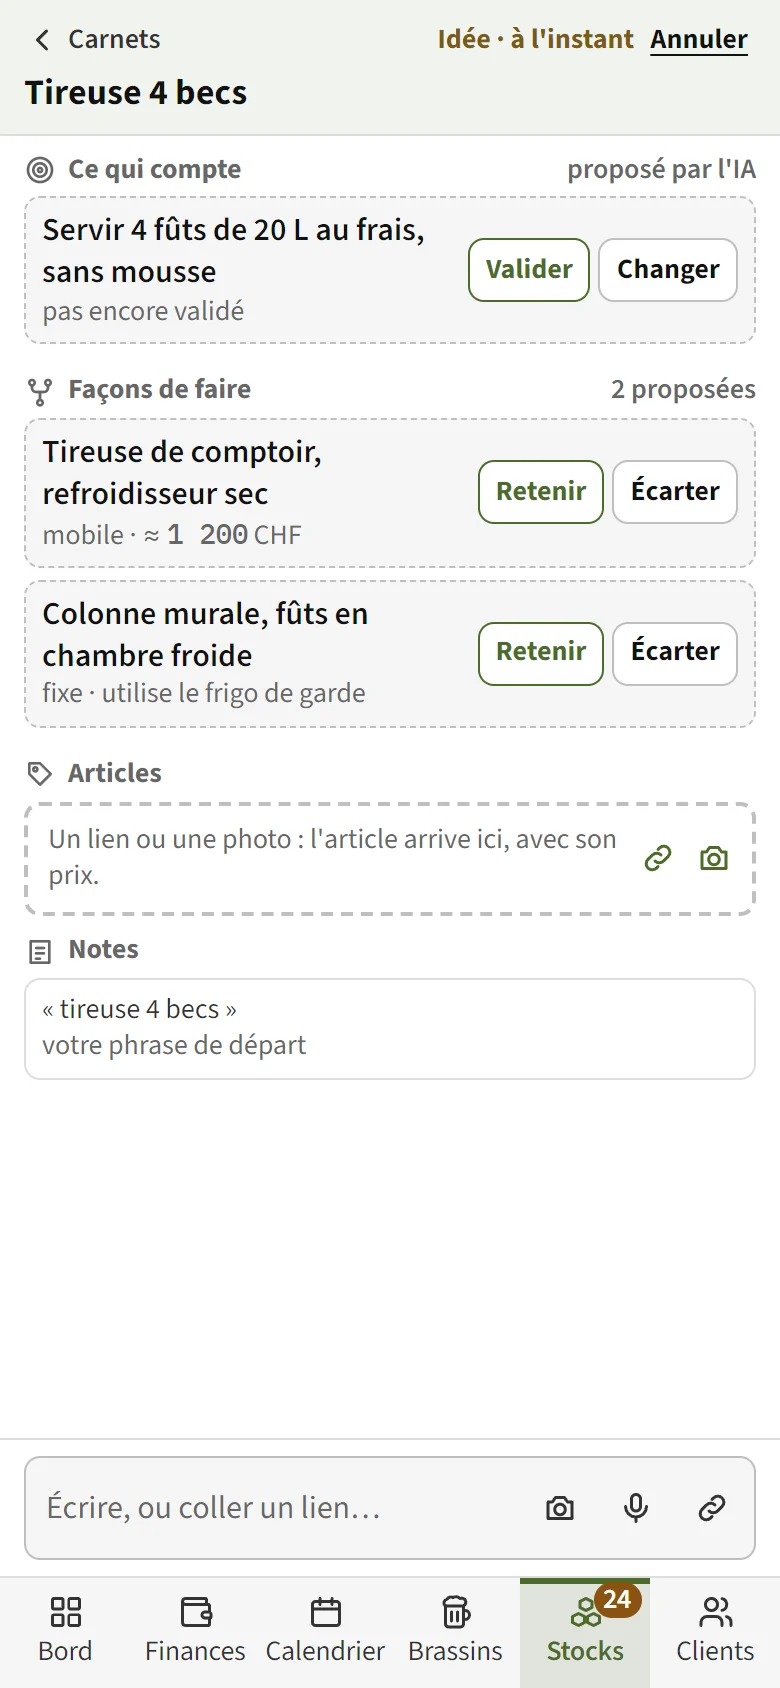 Carnets
Idée · à l'instant
Annuler
Tireuse 4 becs
Ce qui compte
proposé par l'IA
Servir 4 fûts de 20 L au frais,
sans mousse
pas encore validé
Valider
Changer
Façons de faire
2 proposées
Tireuse de comptoir,
refroidisseur sec
mobile · ≈ 1 200 CHF
Retenir
Écarter
Colonne murale, fûts en
chambre froide
fixe · utilise le frigo de garde
Retenir
Écarter
Articles
Un lien ou une photo : l'article arrive ici, avec son
prix.
Notes
« tireuse 4 becs »
votre phrase de départ
Écrire, ou coller un lien…
Bord
Finances
Calendrier
Brassins
24
Stocks
Clients